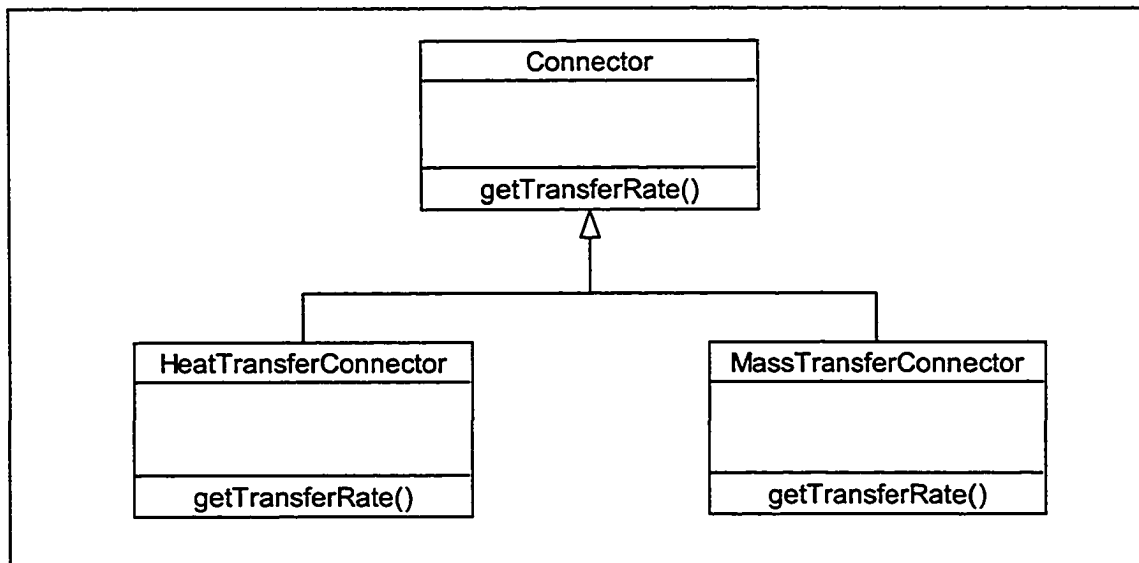 Connector
getTransferRate()
HeatTransferConnector
getTransferRate()
MassTransferConnector
getTransferRate()